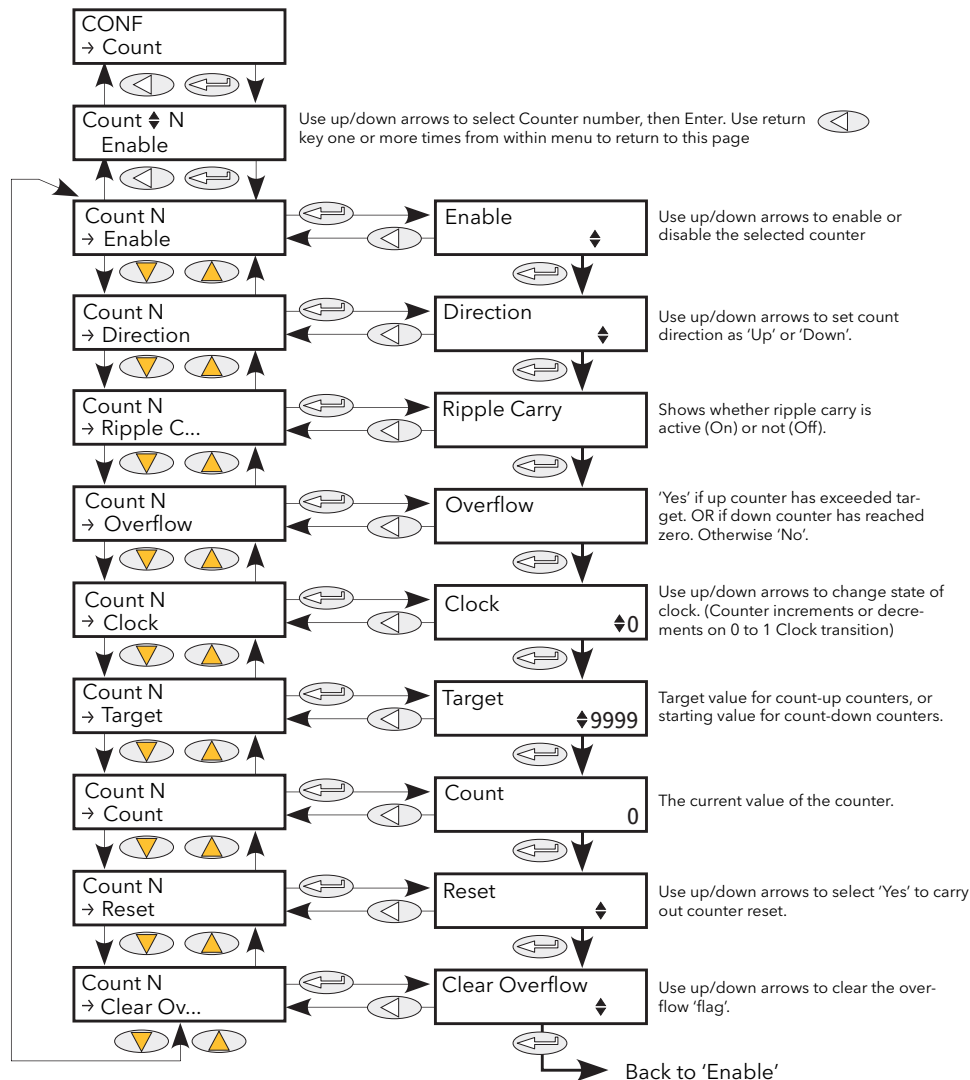 CONF
→ Count
Count ♦ N
Enable
Use up/down arrows to select Counter number, then Enter. Use return
key one or more times from within menu to return to this page
Count N
→ Enable
Enable
Use up/down arrows to enable or
disable the selected counter
Count N
→ Direction
Direction
Use up/down arrows to set count
direction as ‘Up’ or ‘Down’.
Count N
→ Ripple C...
Ripple Carry
Shows whether ripple carry is
active (On) or not (Off).
Count N
→ Overflow
Overflow
‘Yes’ if up counter has exceeded tar-
get. OR if down counter has reached
zero. Otherwise ‘No’.
Count N
→ Clock
Clock
♦0
Use up/down arrows to change state of
clock. (Counter increments or decre-
ments on 0 to 1 Clock transition)
Count N
→ Target
Target
♦9999
Target value for count-up counters, or
starting value for count-down counters.
Count N
→ Count
Count
0
The current value of the counter.
Count N
→ Reset
Reset
Use up/down arrows to select ‘Yes’ to carry
out counter reset.
Count N
→ Clear Ov...
Clear Overflow
Use up/down arrows to clear the over-
flow ‘flag’.
Back to ‘Enable’